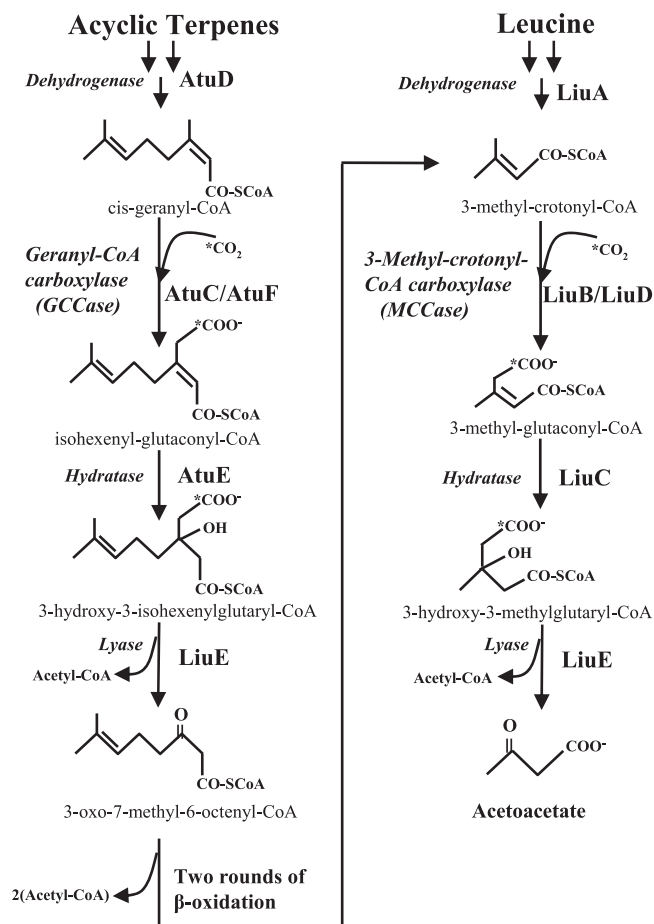 Acyclic Terpenes
Dehydrogenase
AtuD
CO-SCoA
cis-geranyl-CoA
*CO2
Geranyl-CoA
carboxylase
(GCCase)
AtuC/AtuF
*COO-
CO-SCoA
isohexenyl-glutaconyl-CoA
Hydratase
AtuE
*COO-
OH
CO-SCoA
3-hydroxy-3-isohexenylglutaryl-CoA
Lyase
LiuE
Acetyl-CoA
O
CO-SCoA
3-oxo-7-methyl-6-octenyl-CoA
Two rounds of
β-oxidation
2(Acetyl-CoA)
Leucine
Dehydrogenase
LiuA
CO-SCoA
3-methyl-crotonyl-CoA
*CO2
3-Methyl-crotonyl-
CoA carboxylase
(MCCase)
LiuB/LiuD
*COO-
CO-SCoA
3-methyl-glutaconyl-CoA
Hydratase
LiuC
*COO-
OH
CO-SCoA
3-hydroxy-3-methylglutaryl-CoA
Lyase
LiuE
Acetyl-CoA
O
COO-
Acetoacetate